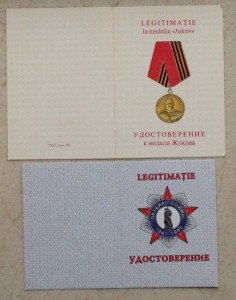 LEGITIMAȚIE
la medalia «Jukov»
УДОСТОВЕРЕНИЕ
к медали Жукова
LEGITIMAȚIE
УДОСТОВЕРЕНИЕ